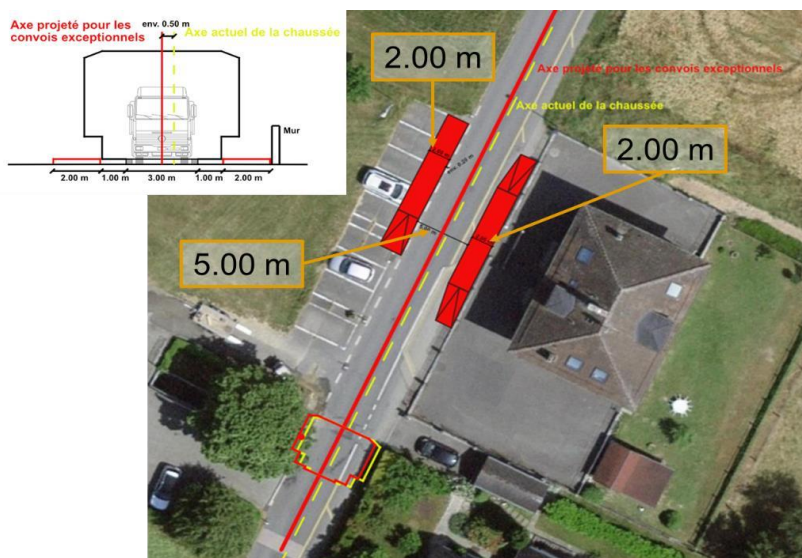 Axe projeté pour les
convois exceptionnels
env. 0.50 m
Axe actuel de la chaussée
Mur
2.00 m
1.00 m
3.00 m
1.00 m
2.00 m
2.00 m
Axe projeté pour les convois exceptionnels
Axe actuel de la chaussée
2.00 m
5.00 m